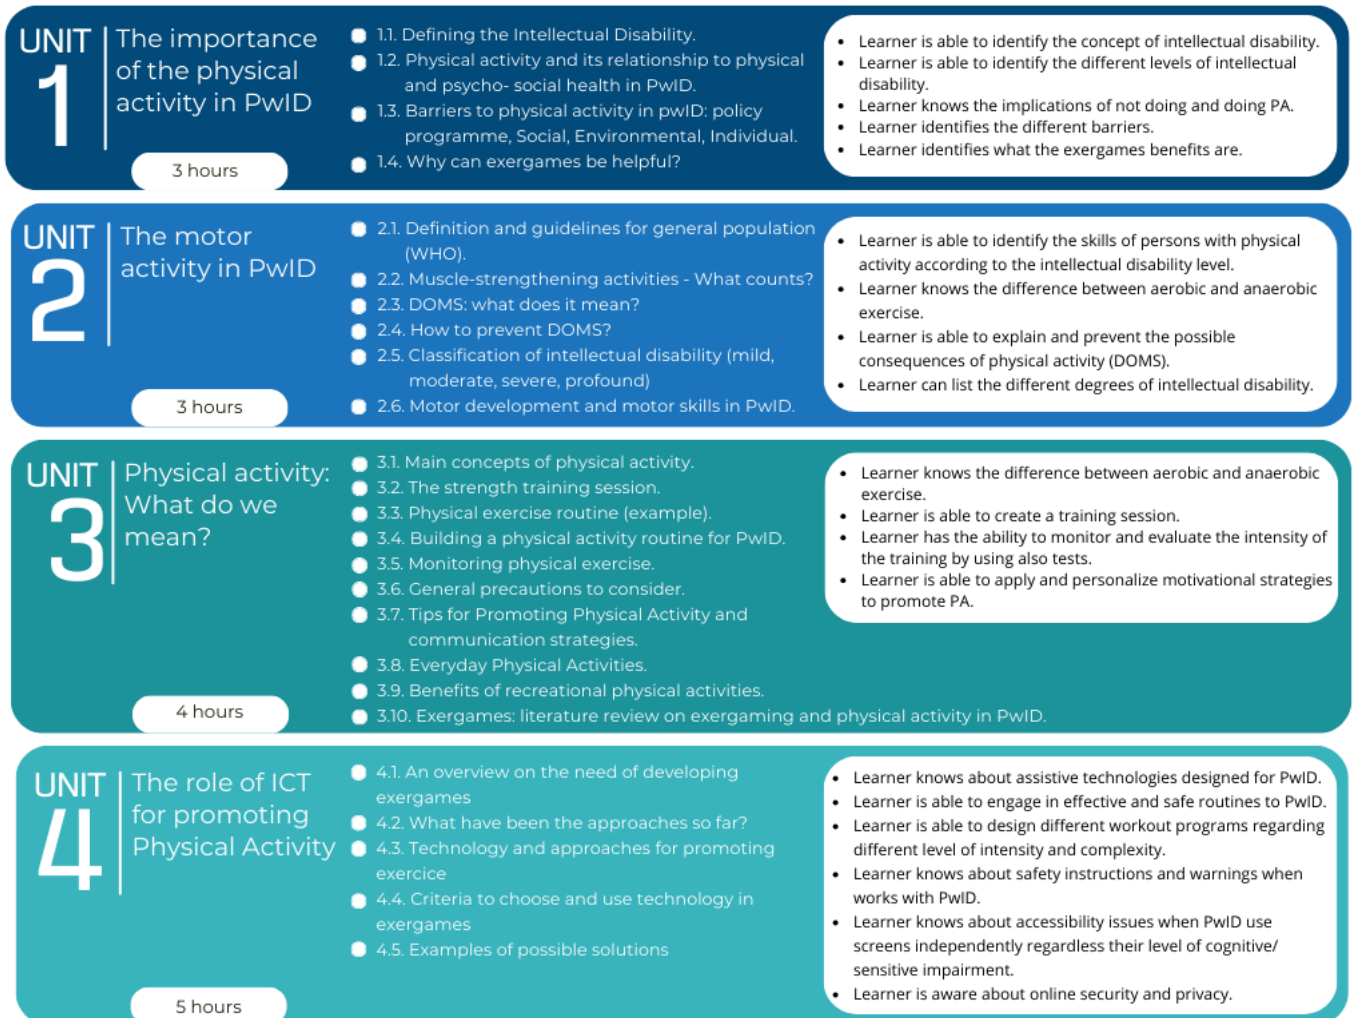 UNIT
1
The importance
of the physical
activity in PwID
3 hours
1.1. Defining the Intellectual Disability.
1.2. Physical activity and its relationship to physical
and psycho- social health in PwID.
1.3. Barriers to physical activity in pwID: policy
programme, Social, Environmental, Individual.
1.4. Why can exergames be helpful?
• Learner is able to identify the concept of intellectual disability.
• Learner is able to identify the different levels of intellectual
disability.
• Learner knows the implications of not doing and doing PA.
• Learner identifies the different barriers.
• Learner identifies what the exergames benefits are.
UNIT
2
The motor
activity in PwID
3 hours
2.1. Definition and guidelines for general population
(WHO).
2.2. Muscle-strengthening activities - What counts?
2.3. DOMS: what does it mean?
2.4. How to prevent DOMS?
2.5. Classification of intellectual disability (mild,
moderate, severe, profound)
2.6. Motor development and motor skills in PwID.
• Learner is able to identify the skills of persons with physical
activity according to the intellectual disability level.
• Learner knows the difference between aerobic and anaerobic
exercise.
• Learner is able to explain and prevent the possible
consequences of physical activity (DOMS).
• Learner can list the different degrees of intellectual disability.
UNIT
3
Physical activity:
What do we
mean?
4 hours
3.1. Main concepts of physical activity.
3.2. The strength training session.
3.3. Physical exercise routine (example).
3.4. Building a physical activity routine for PwID.
3.5. Monitoring physical exercise.
3.6. General precautions to consider.
3.7. Tips for Promoting Physical Activity and
communication strategies.
3.8. Everyday Physical Activities.
3.9. Benefits of recreational physical activities.
3.10. Exergames: literature review on exergaming and physical activity in PwID.
• Learner knows the difference between aerobic and anaerobic
exercise.
• Learner is able to create a training session.
• Learner has the ability to monitor and evaluate the intensity of
the training by using also tests.
• Learner is able to apply and personalize motivational strategies
to promote PA.
UNIT
4
The role of ICT
for promoting
Physical Activity
5 hours
4.1. An overview on the need of developing
exergames
4.2. What have been the approaches so far?
4.3. Technology and approaches for promoting
exercice
4.4. Criteria to choose and use technology in
exergames
4.5. Examples of possible solutions
• Learner knows about assistive technologies designed for PwID.
• Learner is able to engage in effective and safe routines to PwID.
• Learner is able to design different workout programs regarding
different level of intensity and complexity.
• Learner knows about safety instructions and warnings when
works with PwID.
• Learner knows about accessibility issues when PwID use
screens independently regardless their level of cognitive/
sensitive impairment.
• Learner is aware about online security and privacy.